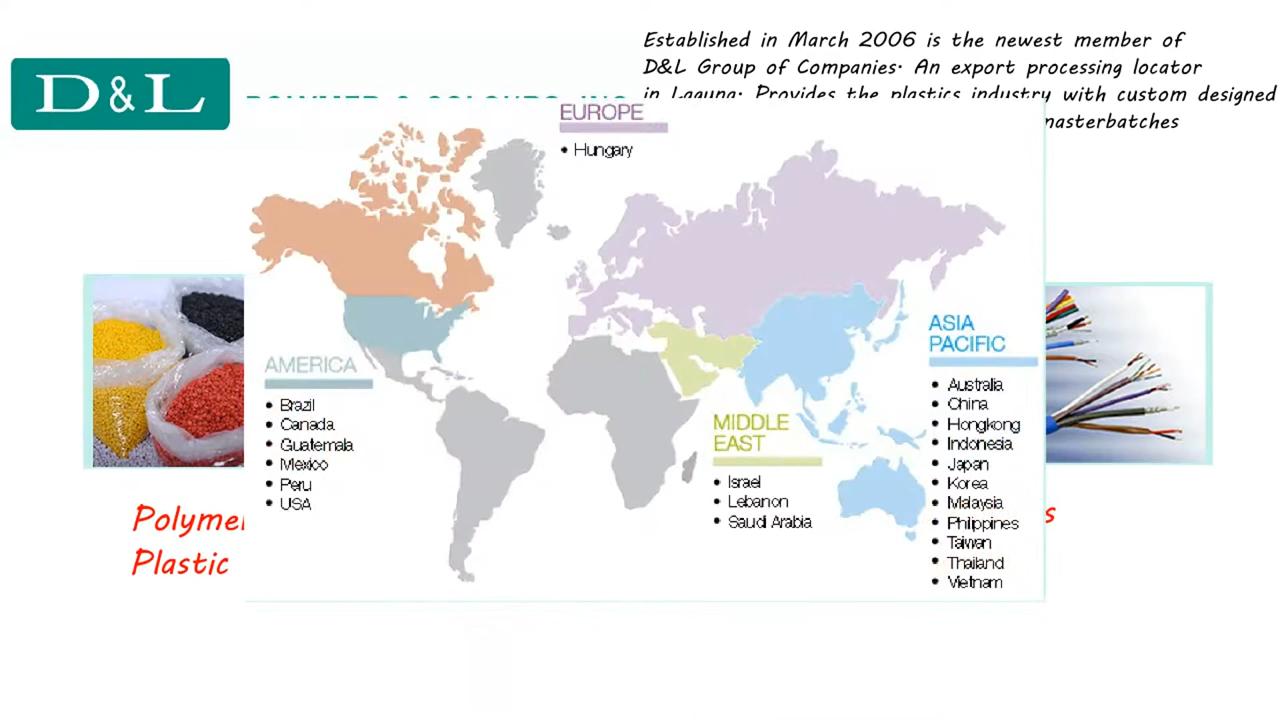 Established in March 2006 is the newest member of
D&L Group of Companies. An export processing locator
in Laguna. Provides the plastics industry with custom designed
masterbatches
D&L
EUROPE
• Hungary
AMERICA
• Brazil
• Canada
• Guatemala
• Mexico
• Peru
• USA
MIDDLE
EAST
• Israel
• Lebanon
• Saudi Arabia
ASIA
PACIFIC
• Australia
• China
• Hongkong
• Indonesia
• Japan
• Korea
• Malaysia
• Philippines
• Taiwan
• Thailand
• Vietnam
Polyme
Plastic
s